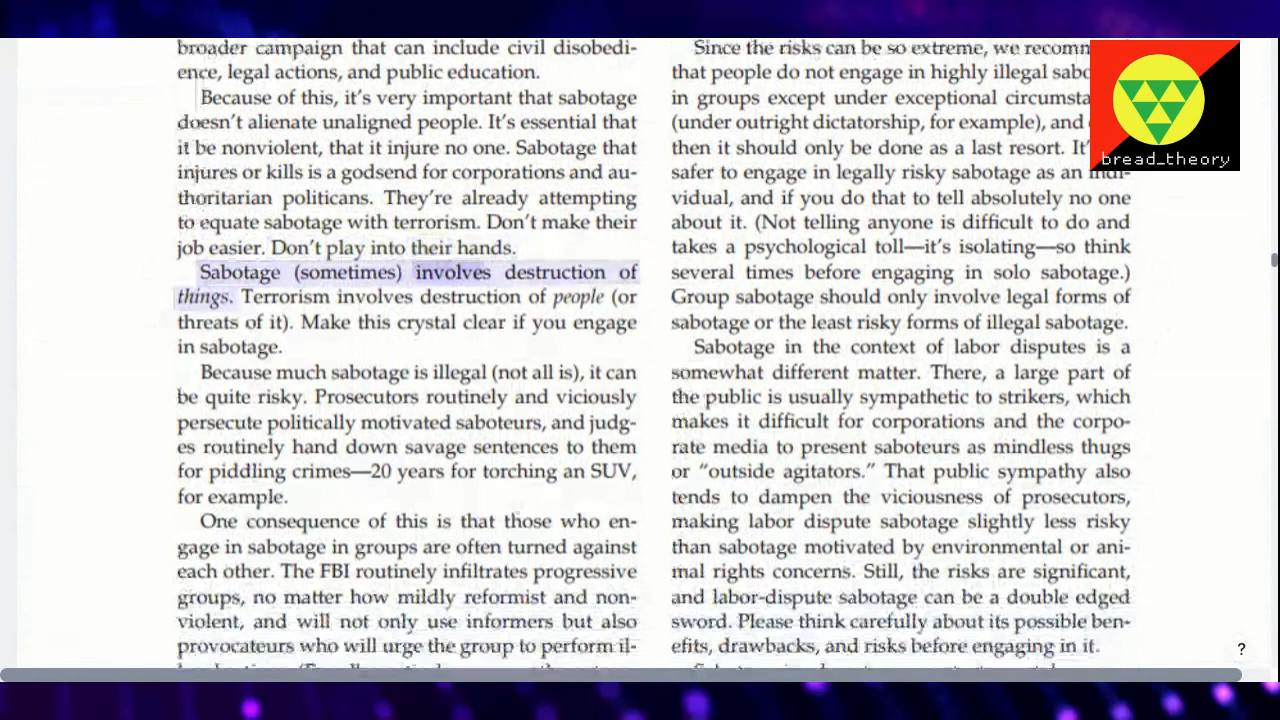 broader campaign that can include civil disobedi-
ence, legal actions, and public education.
Because of this, it's very important that sabotage
doesn't alienate unaligned people. It's essential that
it be nonviolent, that it injure no one. Sabotage that
injures or kills is a godsend for corporations and au-
thoritarian politicans. They're already attempting
to equate sabotage with terrorism. Don't make their
job easier. Don't play into their hands.
Sabotage (sometimes) involves destruction of
things. Terrorism involves destruction of people (or
threats of it). Make this crystal clear if you engage
in sabotage.
Because much sabotage is illegal (not all is), it can
be quite risky. Prosecutors routinely and viciously
persecute politically motivated saboteurs, and judg-
es routinely hand down savage sentences to them
for piddling crimes—20 years for torching an SUV,
for example.
One consequence of this is that those who en-
gage in sabotage in groups are often turned against
each other. The FBI routinely infiltrates progressive
groups, no matter how mildly reformist and non-
violent, and will not only use informers but also
provocateurs who will urge the group to perform il-
Since the risks can be so extreme, we recomm
that people do not engage in highly illegal sabo
in groups except under exceptional circumsta
(under outright dictatorship, for example), and
then it should only be done as a last resort. It'
safer to engage in legally risky sabotage as an indi-
vidual, and if you do that to tell absolutely no one
about it. (Not telling anyone is difficult to do and
takes a psychological toll—it's isolating—so think
several times before engaging in solo sabotage.)
Group sabotage should only involve legal forms of
sabotage or the least risky forms of illegal sabotage.
Sabotage in the context of labor disputes is a
somewhat different matter. There, a large part of
the public is usually sympathetic to strikers, which
makes it difficult for corporations and the corpo-
rate media to present saboteurs as mindless thugs
or "outside agitators." That public sympathy also
tends to dampen the viciousness of prosecutors,
making labor dispute sabotage slightly less risky
than sabotage motivated by environmental or ani-
mal rights concerns. Still, the risks are significant,
and labor-dispute sabotage can be a double edged
sword. Please think carefully about its possible ben-
efits, drawbacks, and risks before engaging in it.
bread_theory
?